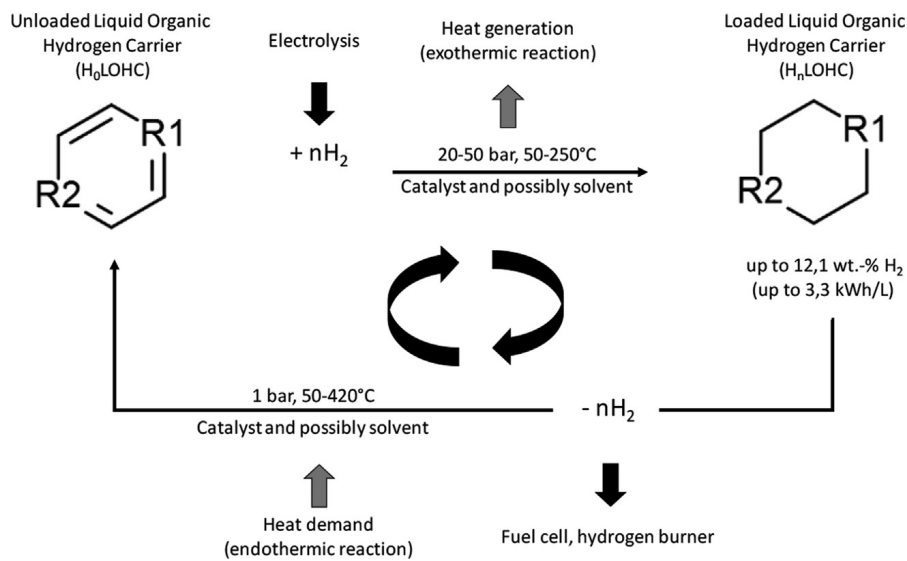 Unloaded Liquid Organic
Hydrogen Carrier
(H₀LOHC)
R1
R2
Electrolysis
+ nH₂
Heat generation
(exothermic reaction)
20-50 bar, 50-250°C
Catalyst and possibly solvent
Loaded Liquid Organic
Hydrogen Carrier
(HₙLOHC)
R1
R2
up to 12,1 wt.-% H₂
(up to 3,3 kWh/L)
1 bar, 50-420°C
Catalyst and possibly solvent
- nH₂
Heat demand
(endothermic reaction)
Fuel cell, hydrogen burner